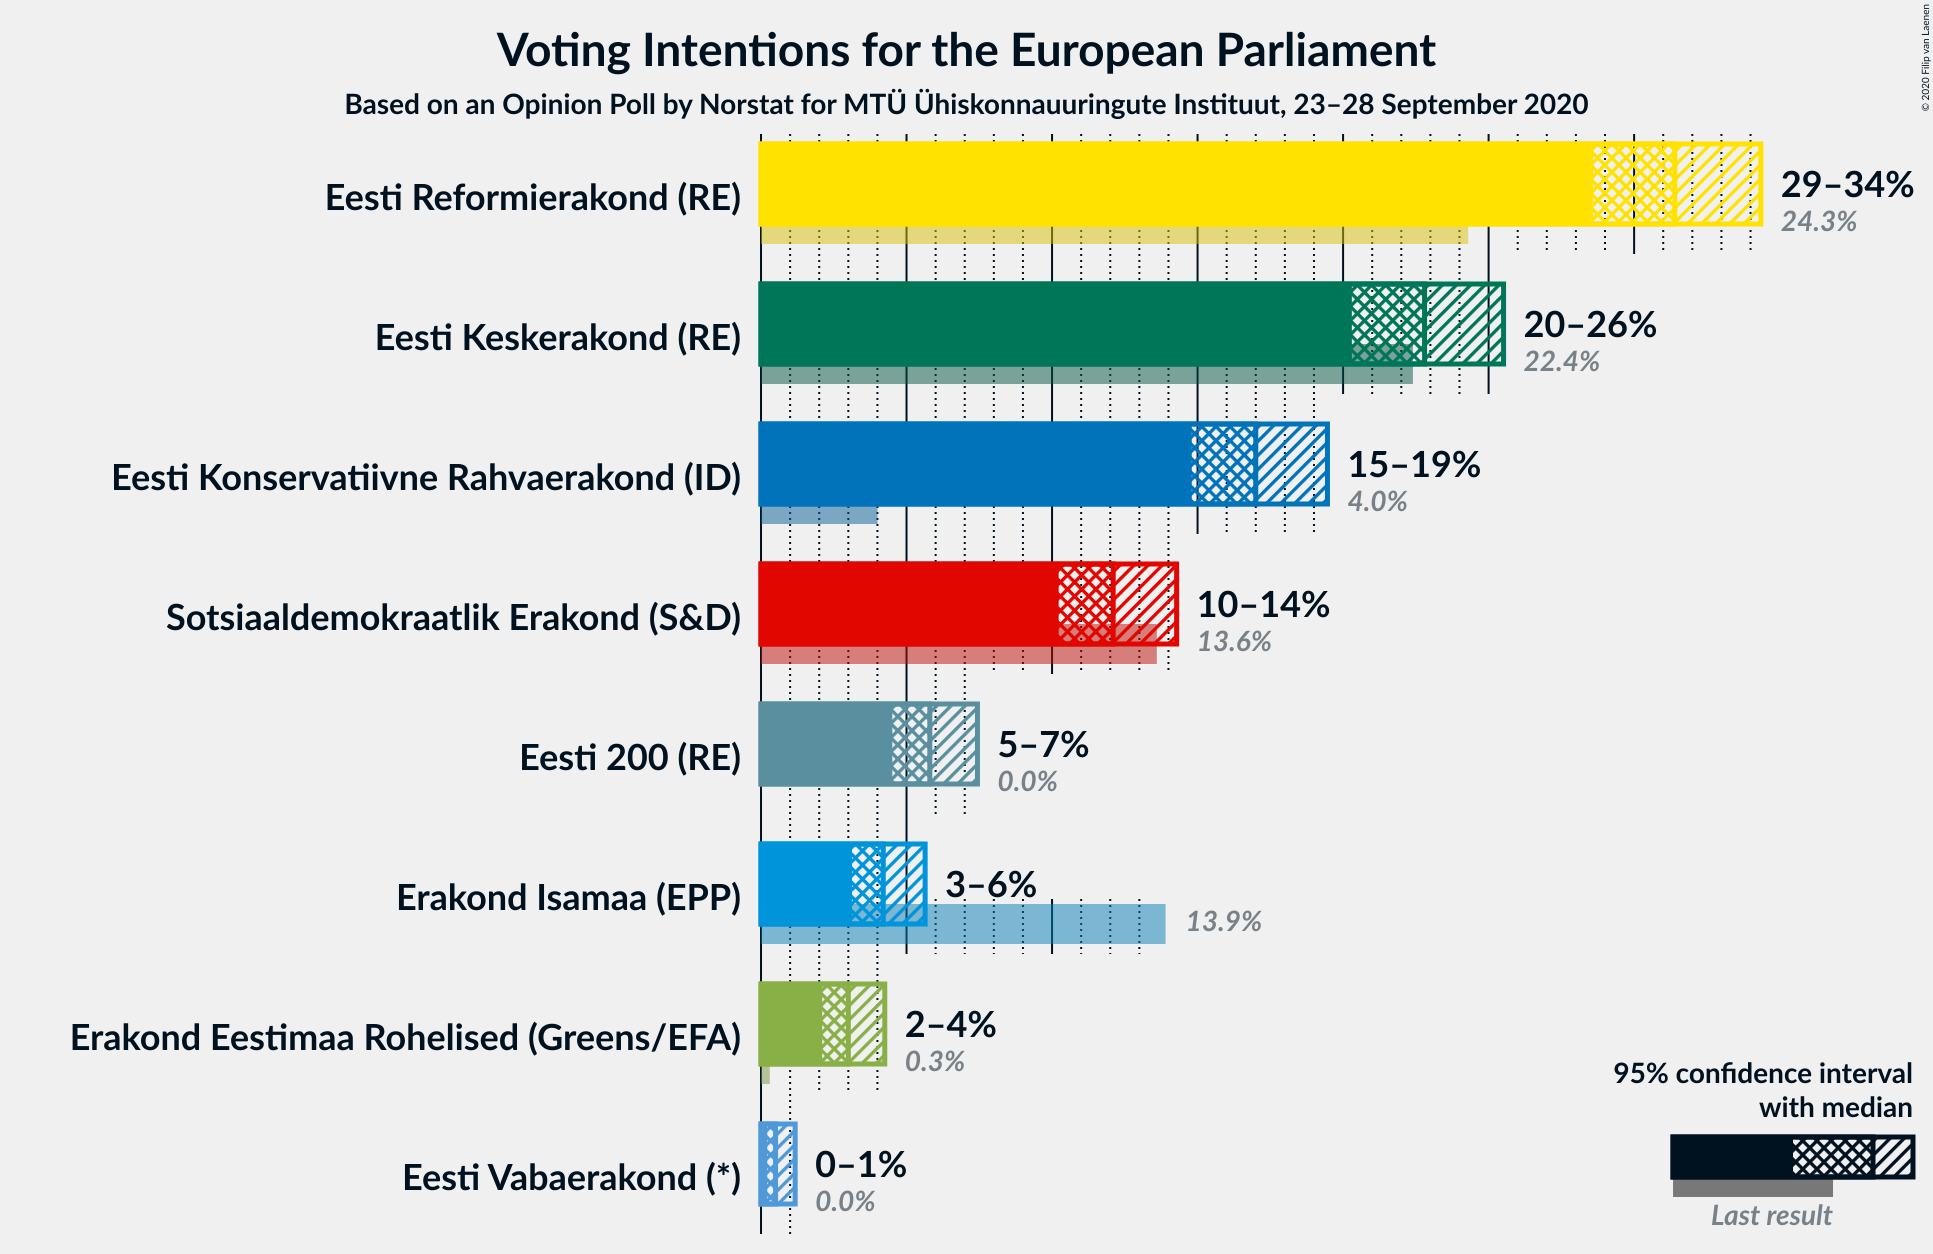 Voting Intentions for the European Parliament
Based on an Opinion Poll by Norstat for MTÜ Ühiskonnauuringute Instituut, 23–28 September 2020
© 2020 Filip van Laenen
Eesti Reformierakond (RE)
29–34%
24.3%
Eesti Keskerakond (RE)
20–26%
22.4%
Eesti Konservatiivne Rahvaerakond (ID)
15–19%
4.0%
Sotsiaaldemokraatlik Erakond (S&D)
10–14%
13.6%
Eesti 200 (RE)
5–7%
0.0%
Erakond Isamaa (EPP)
3–6%
13.9%
Erakond Eestimaa Rohelised (Greens/EFA)
2–4%
0.3%
Eesti Vabaerakond (*)
0–1%
0.0%
95% confidence interval
with median
Last result